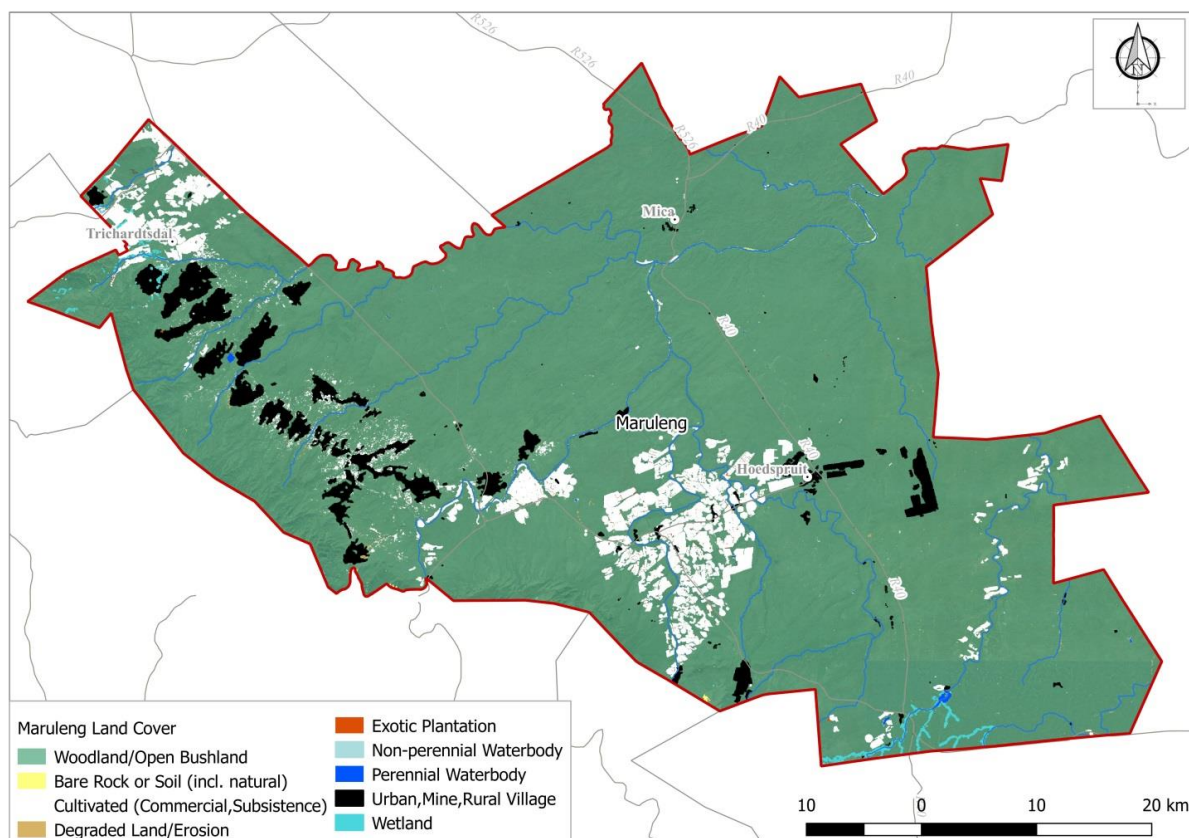 R526
R526
R40
R40
R526
N
Mica
Trichardtsdal
R40
Maruleng
R40
Hoedspruit
R40
Maruleng Land Cover
Woodland/Open Bushland
Bare Rock or Soil (incl. natural)
Cultivated (Commercial,Subsistence)
Degraded Land/Erosion
Exotic Plantation
Non-perennial Waterbody
Perennial Waterbody
Urban,Mine,Rural Village
Wetland
10 0 10 20 km